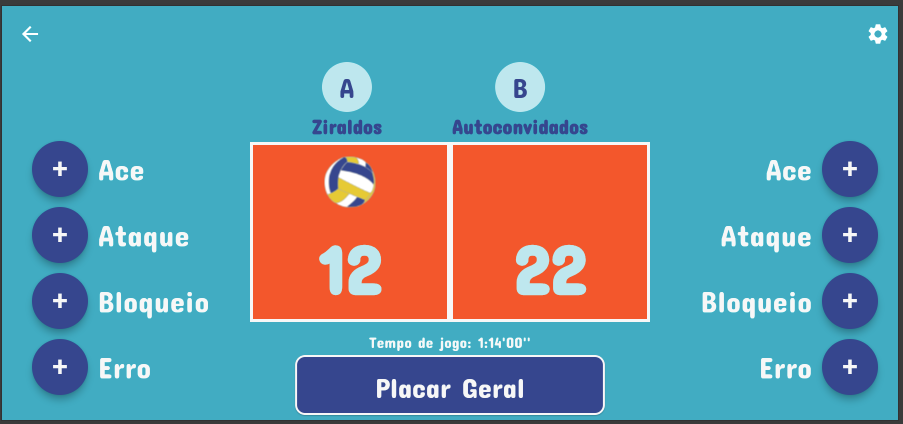 A B
Ziraldos Autoconvidados
+ Ace Ace +
+ Ataque Ataque +
12 22
+ Bloqueio Bloqueio +
Tempo de jogo: 1:14'00''
+ Erro Erro +
Placar Geral